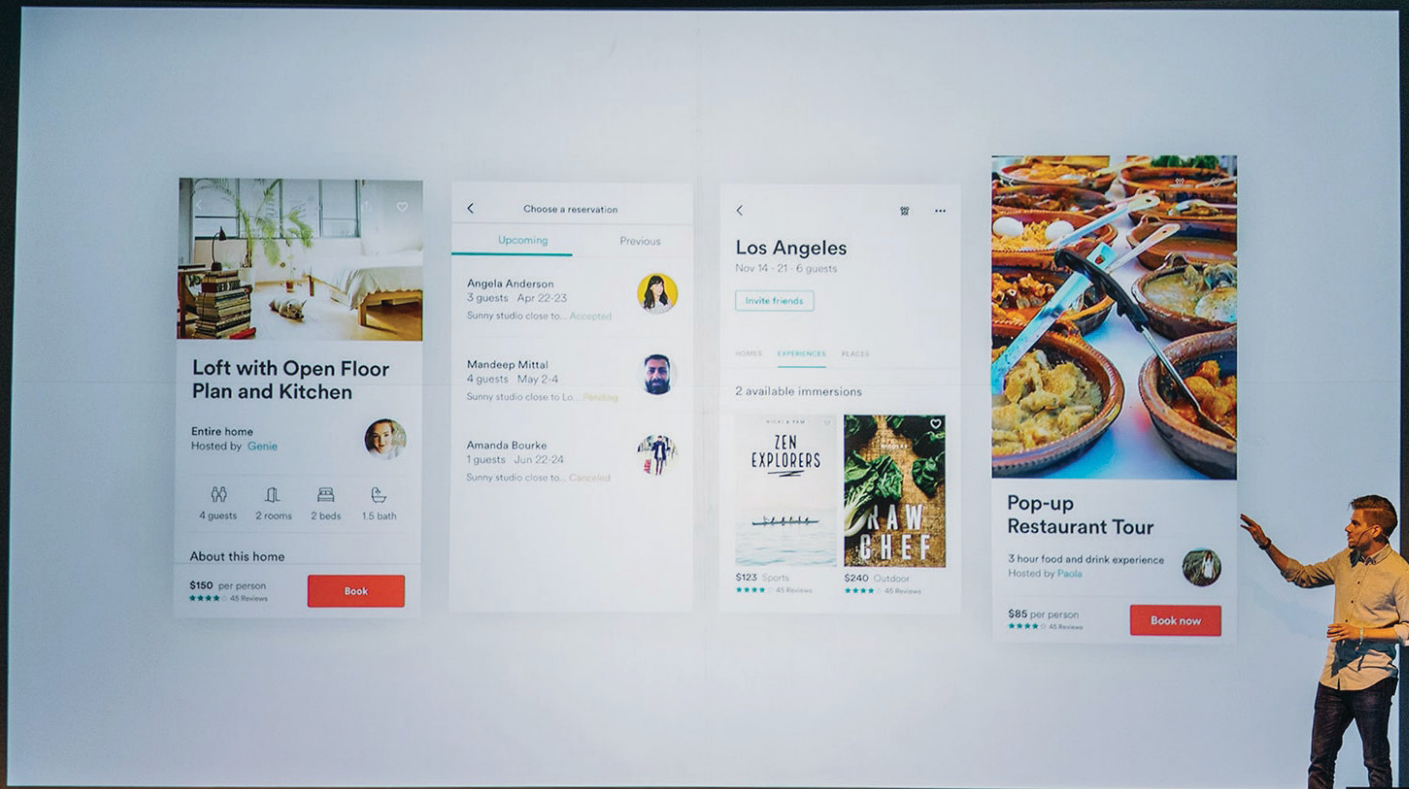 Loft with Open Floor
Plan and Kitchen
Entire home
Hosted by Genie
4 guests
2 rooms
2 beds
1.5 bath
About this home
$150 per person
45 Reviews
Book
Choose a reservation
Upcoming
Previous
Angela Anderson
3 guests Apr 22-23
Sunny studio close to... Accepted
Mandeep Mittal
4 guests May 2-4
Sunny studio close to Lo... Pending
Amanda Bourke
1 guests Jun 22-24
Sunny studio close to... Canceled
Los Angeles
Nov 14 - 21 · 6 guests
Invite friends
HOMES
EXPERIENCES
PLACES
2 available immersions
ZEN
EXPLORERS
$123 Sports
45 Reviews
RAW
CHEF
$240 Outdoor
45 Reviews
Pop-up
Restaurant Tour
3 hour food and drink experience
Hosted by Paola
$85 per person
45 Reviews
Book now